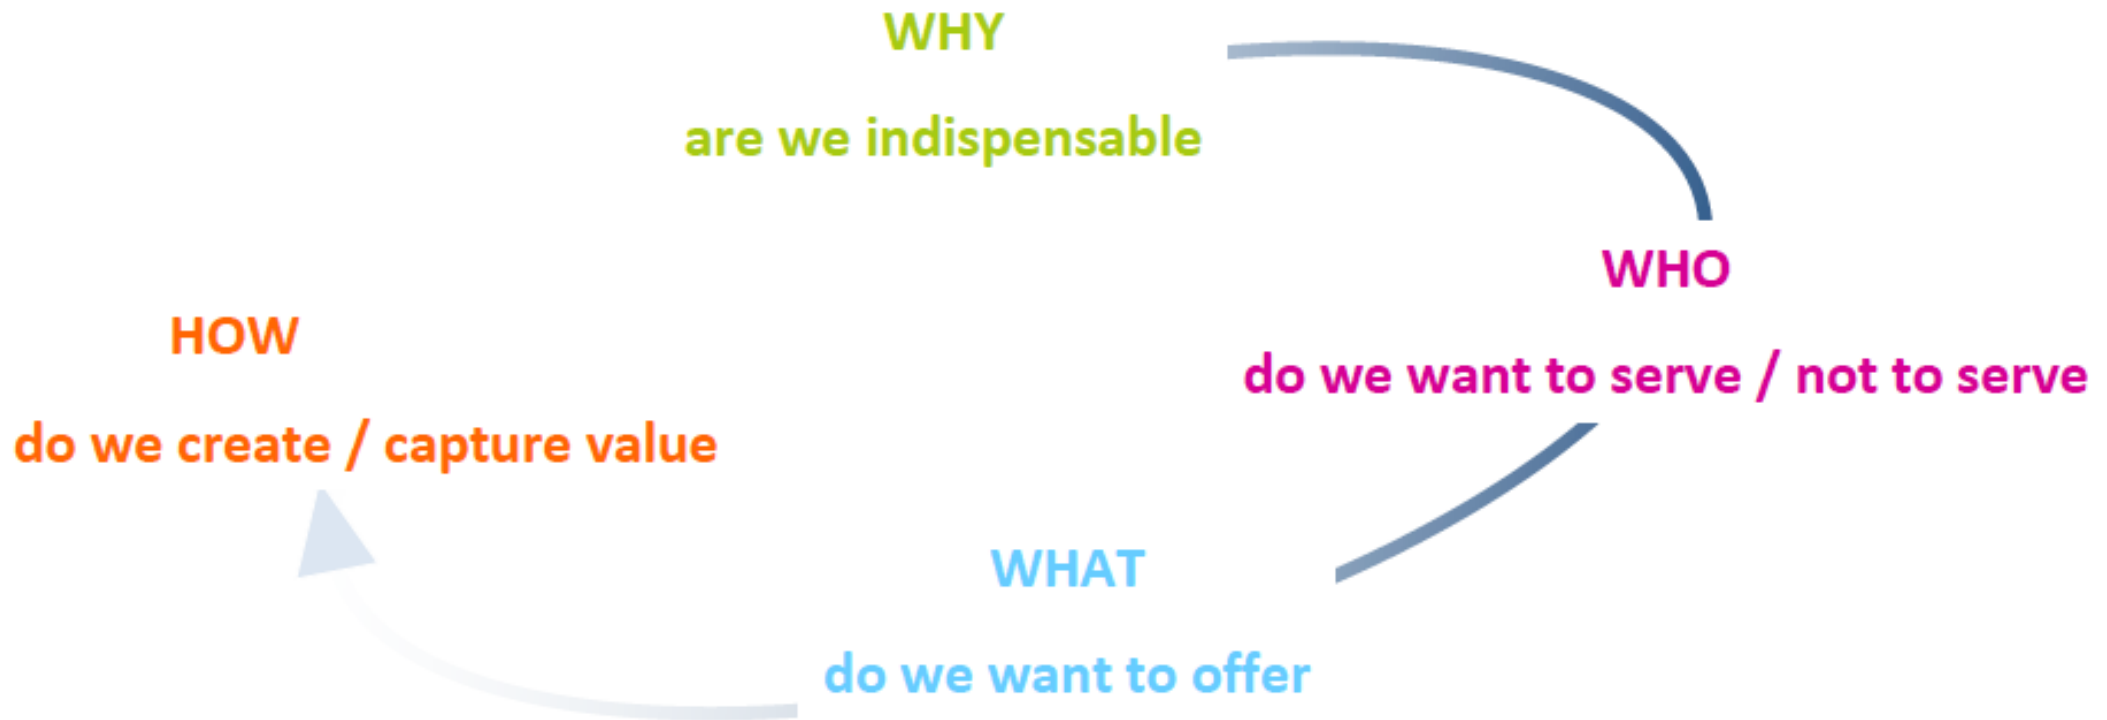 WHY
are we indispensable
WHO
do we want to serve / not to serve
WHAT
do we want to offer
HOW
do we create / capture value